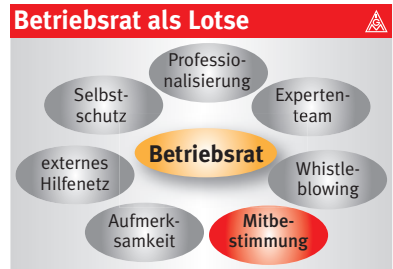 Betriebsrat als Lotse
Professio-
nalisierung
Selbst-
schutz
Experten-
team
Betriebsrat
externes
Hilfenetz
Whistle-
blowing
Aufmerk-
samkeit
Mitbe-
stimmung